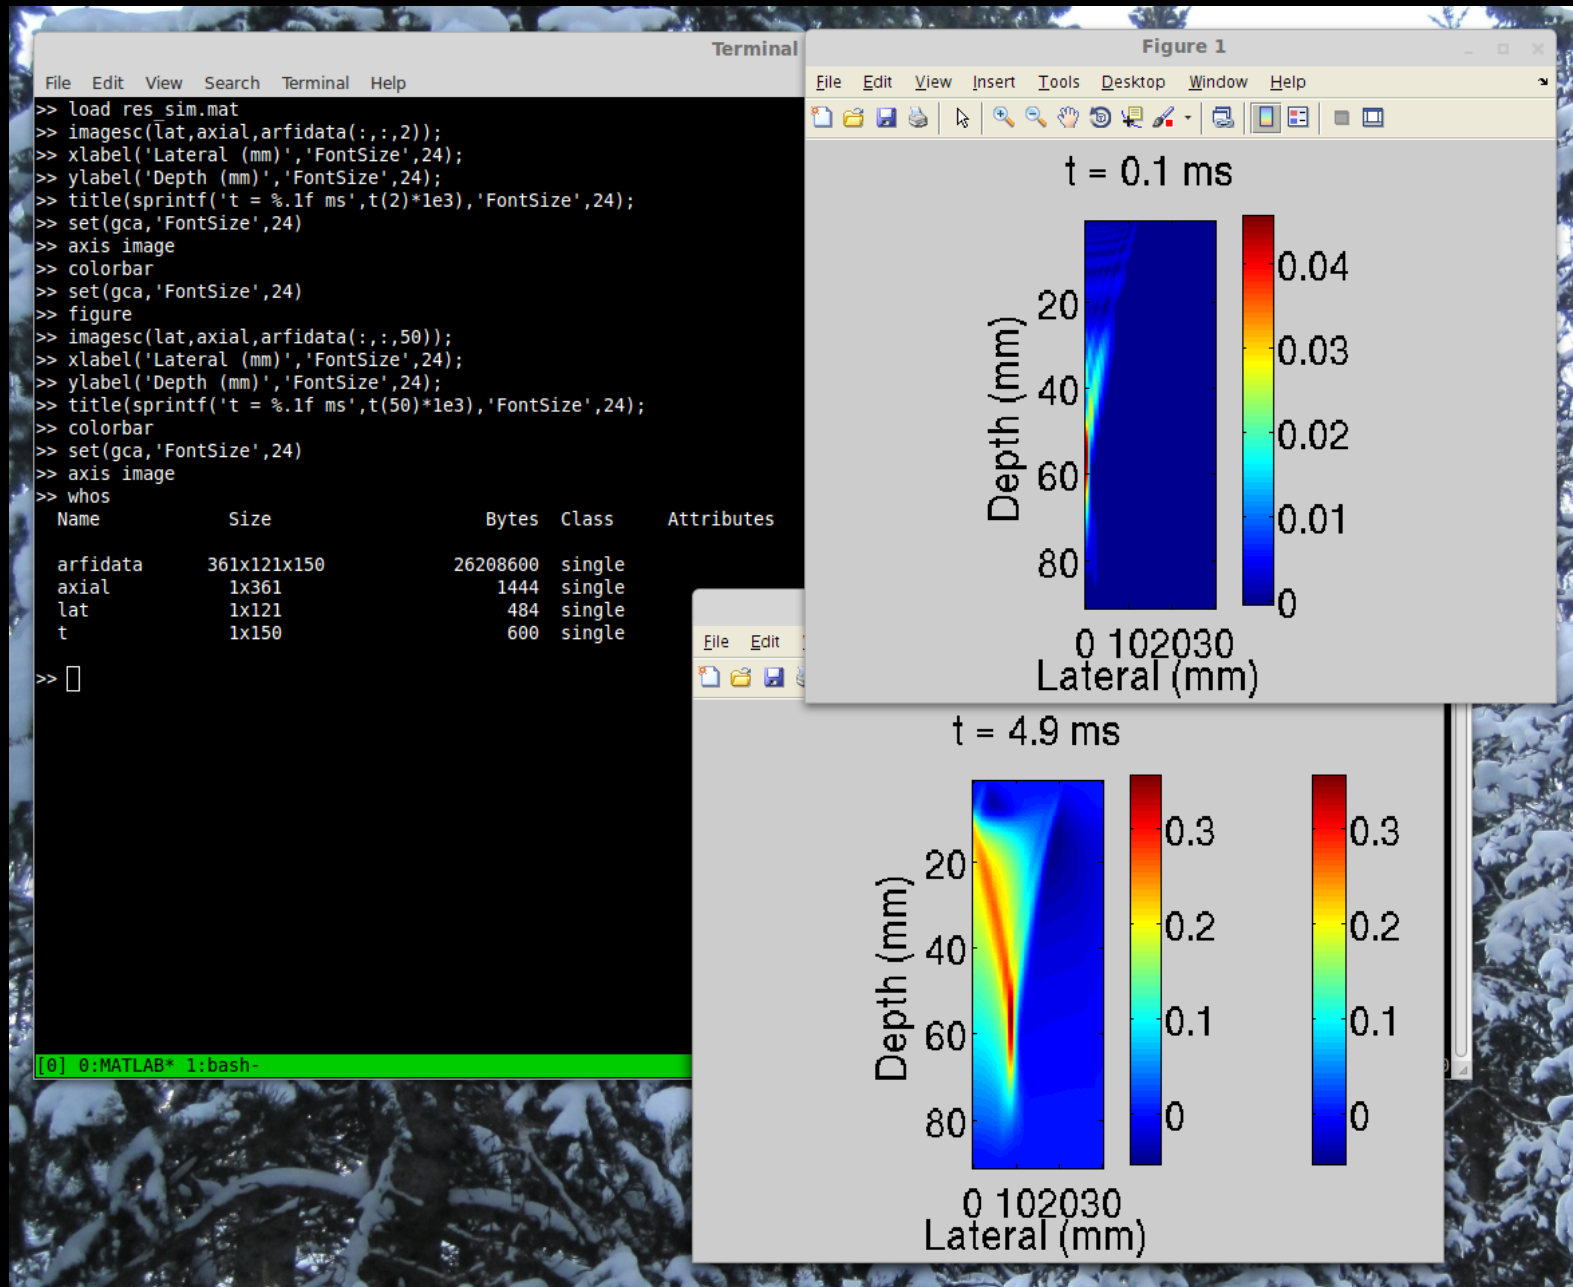 Terminal
File Edit View Search Terminal Help
>> load res_sim.mat
>> imagesc(lat,axial,arfidata(:,:,2));
>> xlabel('Lateral (mm)','FontSize',24);
>> ylabel('Depth (mm)','FontSize',24);
>> title(sprintf('t = %.1f ms',t(2)*1e3),'FontSize',24);
>> set(gca,'FontSize',24)
>> axis image
>> colorbar
>> set(gca,'FontSize',24)
>> figure
>> imagesc(lat,axial,arfidata(:,:,50));
>> xlabel('Lateral (mm)','FontSize',24);
>> ylabel('Depth (mm)','FontSize',24);
>> title(sprintf('t = %.1f ms',t(50)*1e3),'FontSize',24);
>> colorbar
>> set(gca,'FontSize',24)
>> axis image
>> whos
Name Size Bytes Class Attributes
arfidata 361x121x150 26208600 single
axial 1x361 1444 single
lat 1x121 484 single
t 1x150 600 single
>>
[0] 0:MATLAB* 1:bash-
Figure 1
File Edit View Insert Tools Desktop Window Help
t = 0.1 ms
Depth (mm)
20
40
60
80
0 102030
Lateral (mm)
0.04
0.03
0.02
0.01
0
File Edit
t = 4.9 ms
Depth (mm)
20
40
60
80
0 102030
Lateral (mm)
0.3
0.2
0.1
0
0.3
0.2
0.1
0